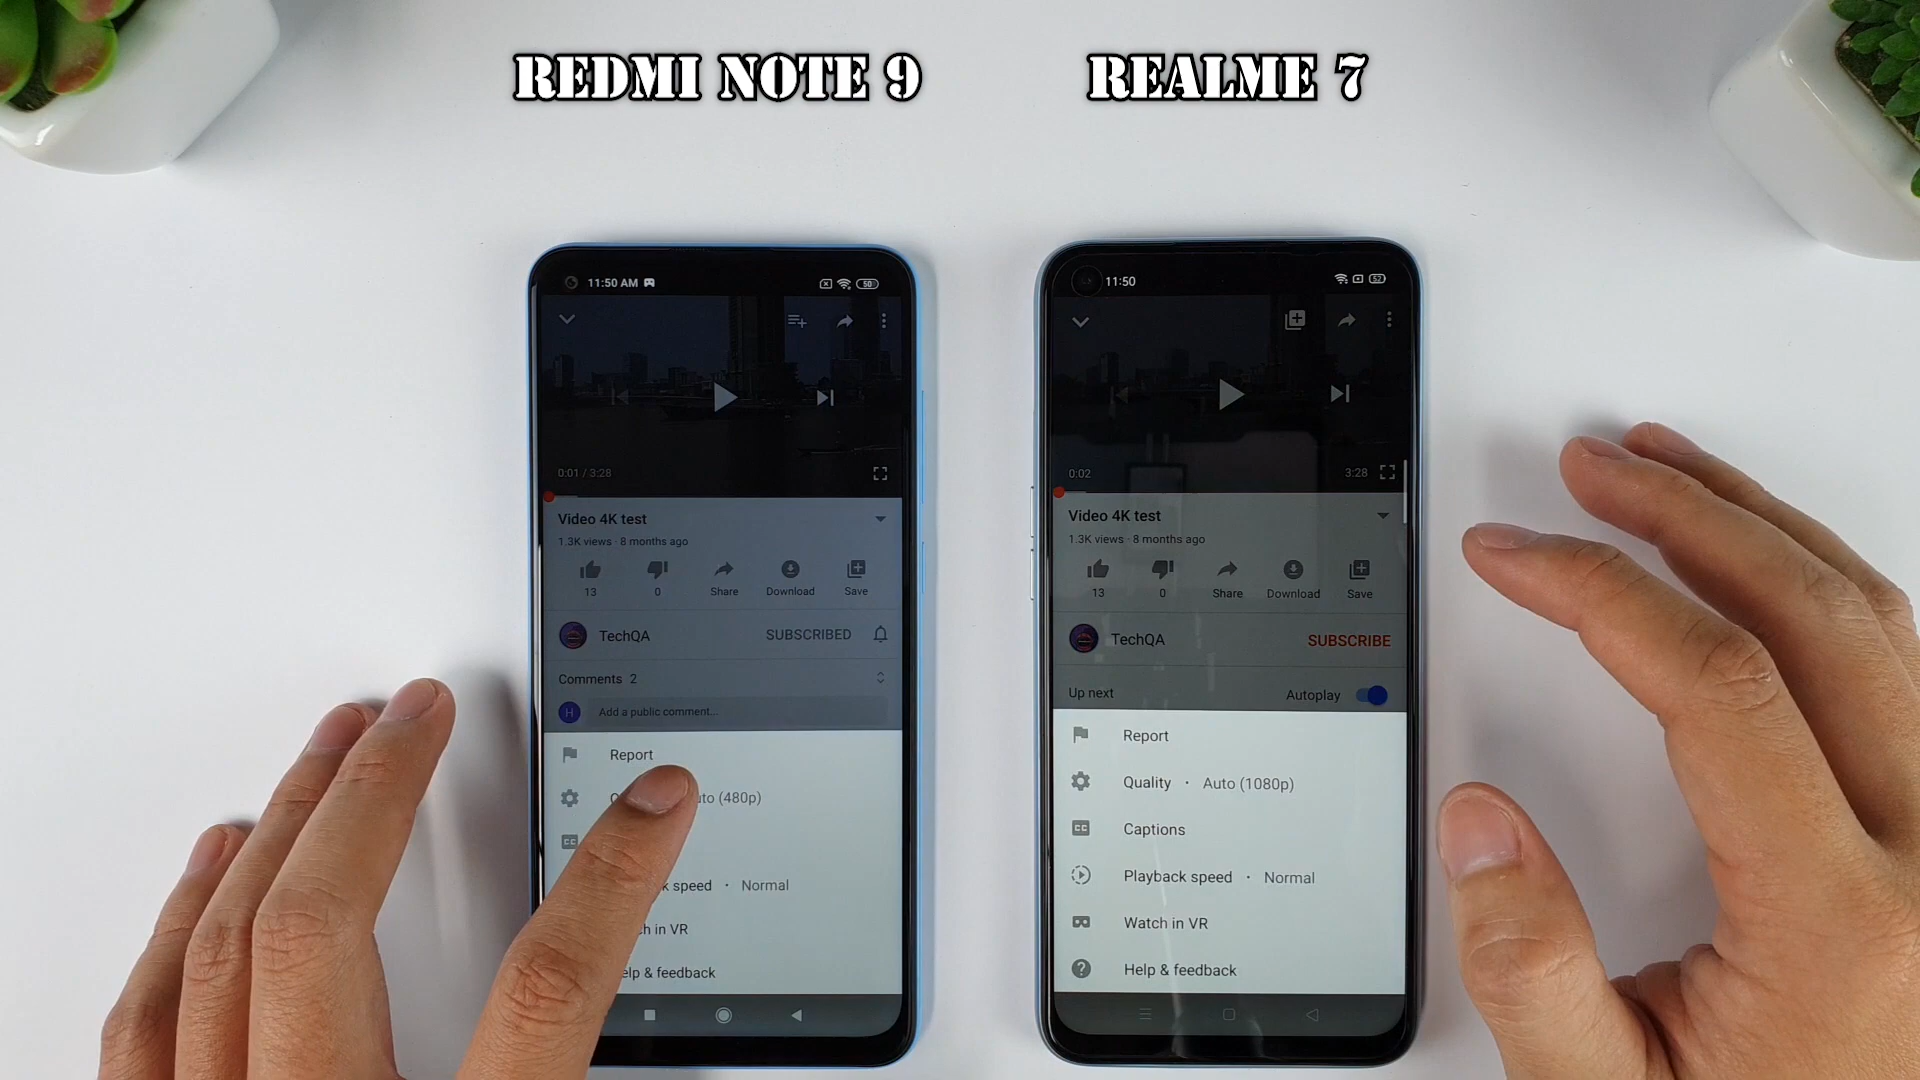 REDMI NOTE 9
REALME 7
11:50 AM
50
0:01 / 3:28
Video 4K test
1.3K views · 8 months ago
13
0
Share
Download
Save
TechQA
SUBSCRIBED
Comments 2
H
Add a public comment...
Report
(480p)
CC
speed · Normal
in VR
& feedback
11:50
52
0:02
3:28
Video 4K test
1.3K views · 8 months ago
13
0
Share
Download
Save
TechQA
SUBSCRIBE
Up next
Autoplay
Report
Quality · Auto (1080p)
CC
Captions
Playback speed · Normal
Watch in VR
Help & feedback